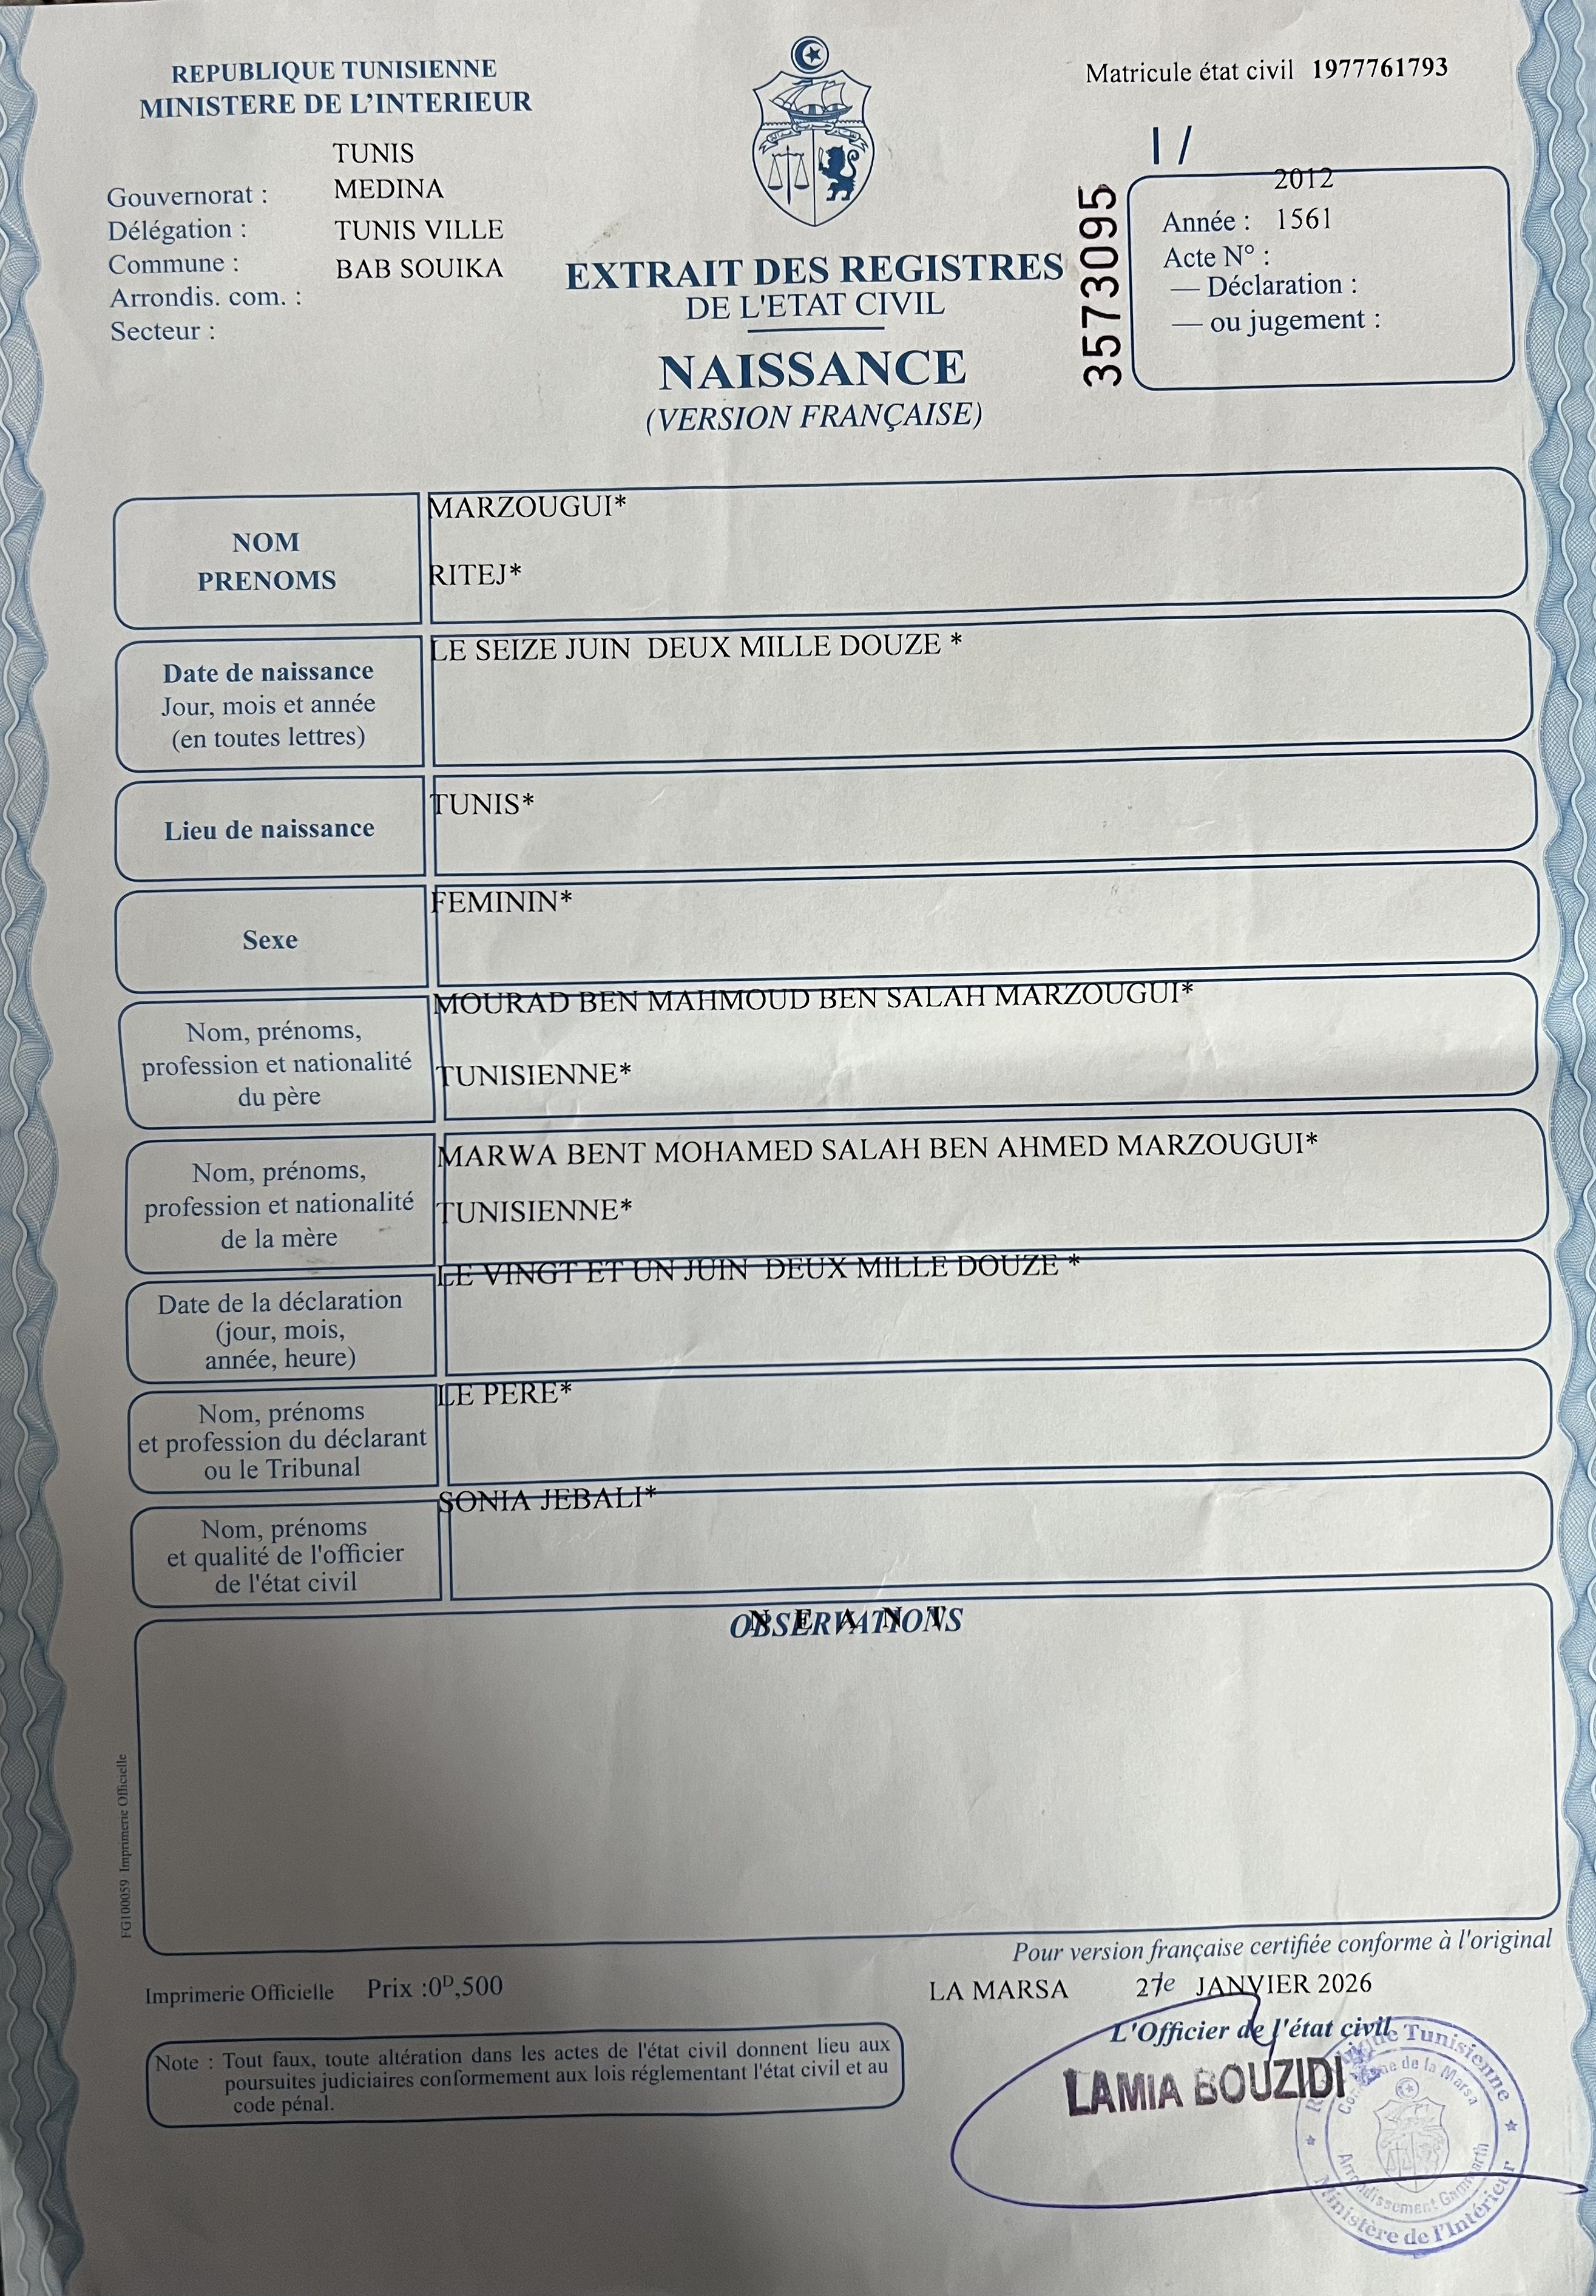 REPUBLIQUE TUNISIENNE
MINISTERE DE L'INTERIEUR
Matricule état civil 1977761793
TUNIS
Gouvernorat : MEDINA
Délégation : TUNIS VILLE
Commune : BAB SOUIKA
Arrondis. com. :
Secteur :
I /
3573095
2012
Année : 1561
Acte N° :
— Déclaration :
— ou jugement :
EXTRAIT DES REGISTRES
DE L'ETAT CIVIL
NAISSANCE
(VERSION FRANÇAISE)
NOM
PRENOMS
MARZOUGUI*
RITEJ*
Date de naissance
Jour, mois et année
(en toutes lettres)
LE SEIZE JUIN DEUX MILLE DOUZE *
Lieu de naissance
TUNIS*
Sexe
FEMININ*
Nom, prénoms,
profession et nationalité
du père
MOURAD BEN MAHMOUD BEN SALAH MARZOUGUI*
TUNISIENNE*
Nom, prénoms,
profession et nationalité
de la mère
MARWA BENT MOHAMED SALAH BEN AHMED MARZOUGUI*
TUNISIENNE*
Date de la déclaration
(jour, mois,
année, heure)
LE VINGT ET UN JUIN DEUX MILLE DOUZE *
Nom, prénoms
et profession du déclarant
ou le Tribunal
LE PERE*
Nom, prénoms
et qualité de l'officier
de l'état civil
SONIA JEBALI*
OBSERVATIONS
N E A N T
FG100059 Imprimerie Officielle
Pour version française certifiée conforme à l'original
Imprimerie Officielle Prix :0ᴰ,500
LA MARSA 27 le JANVIER 2026
L'Officier de l'état civil
LAMIA BOUZIDI
Note : Tout faux, toute altération dans les actes de l'état civil donnent lieu aux
poursuites judiciaires conformement aux lois réglementant l'état civil et au
code pénal.
République Tunisienne
Commune de la Marsa
Arrondissement Gammarth
Ministère de l'Intérieur